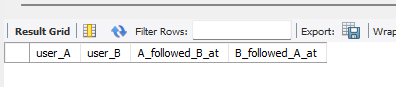 Result Grid Filter Rows: Export: Wrap
user_A user_B A_followed_B_at B_followed_A_at